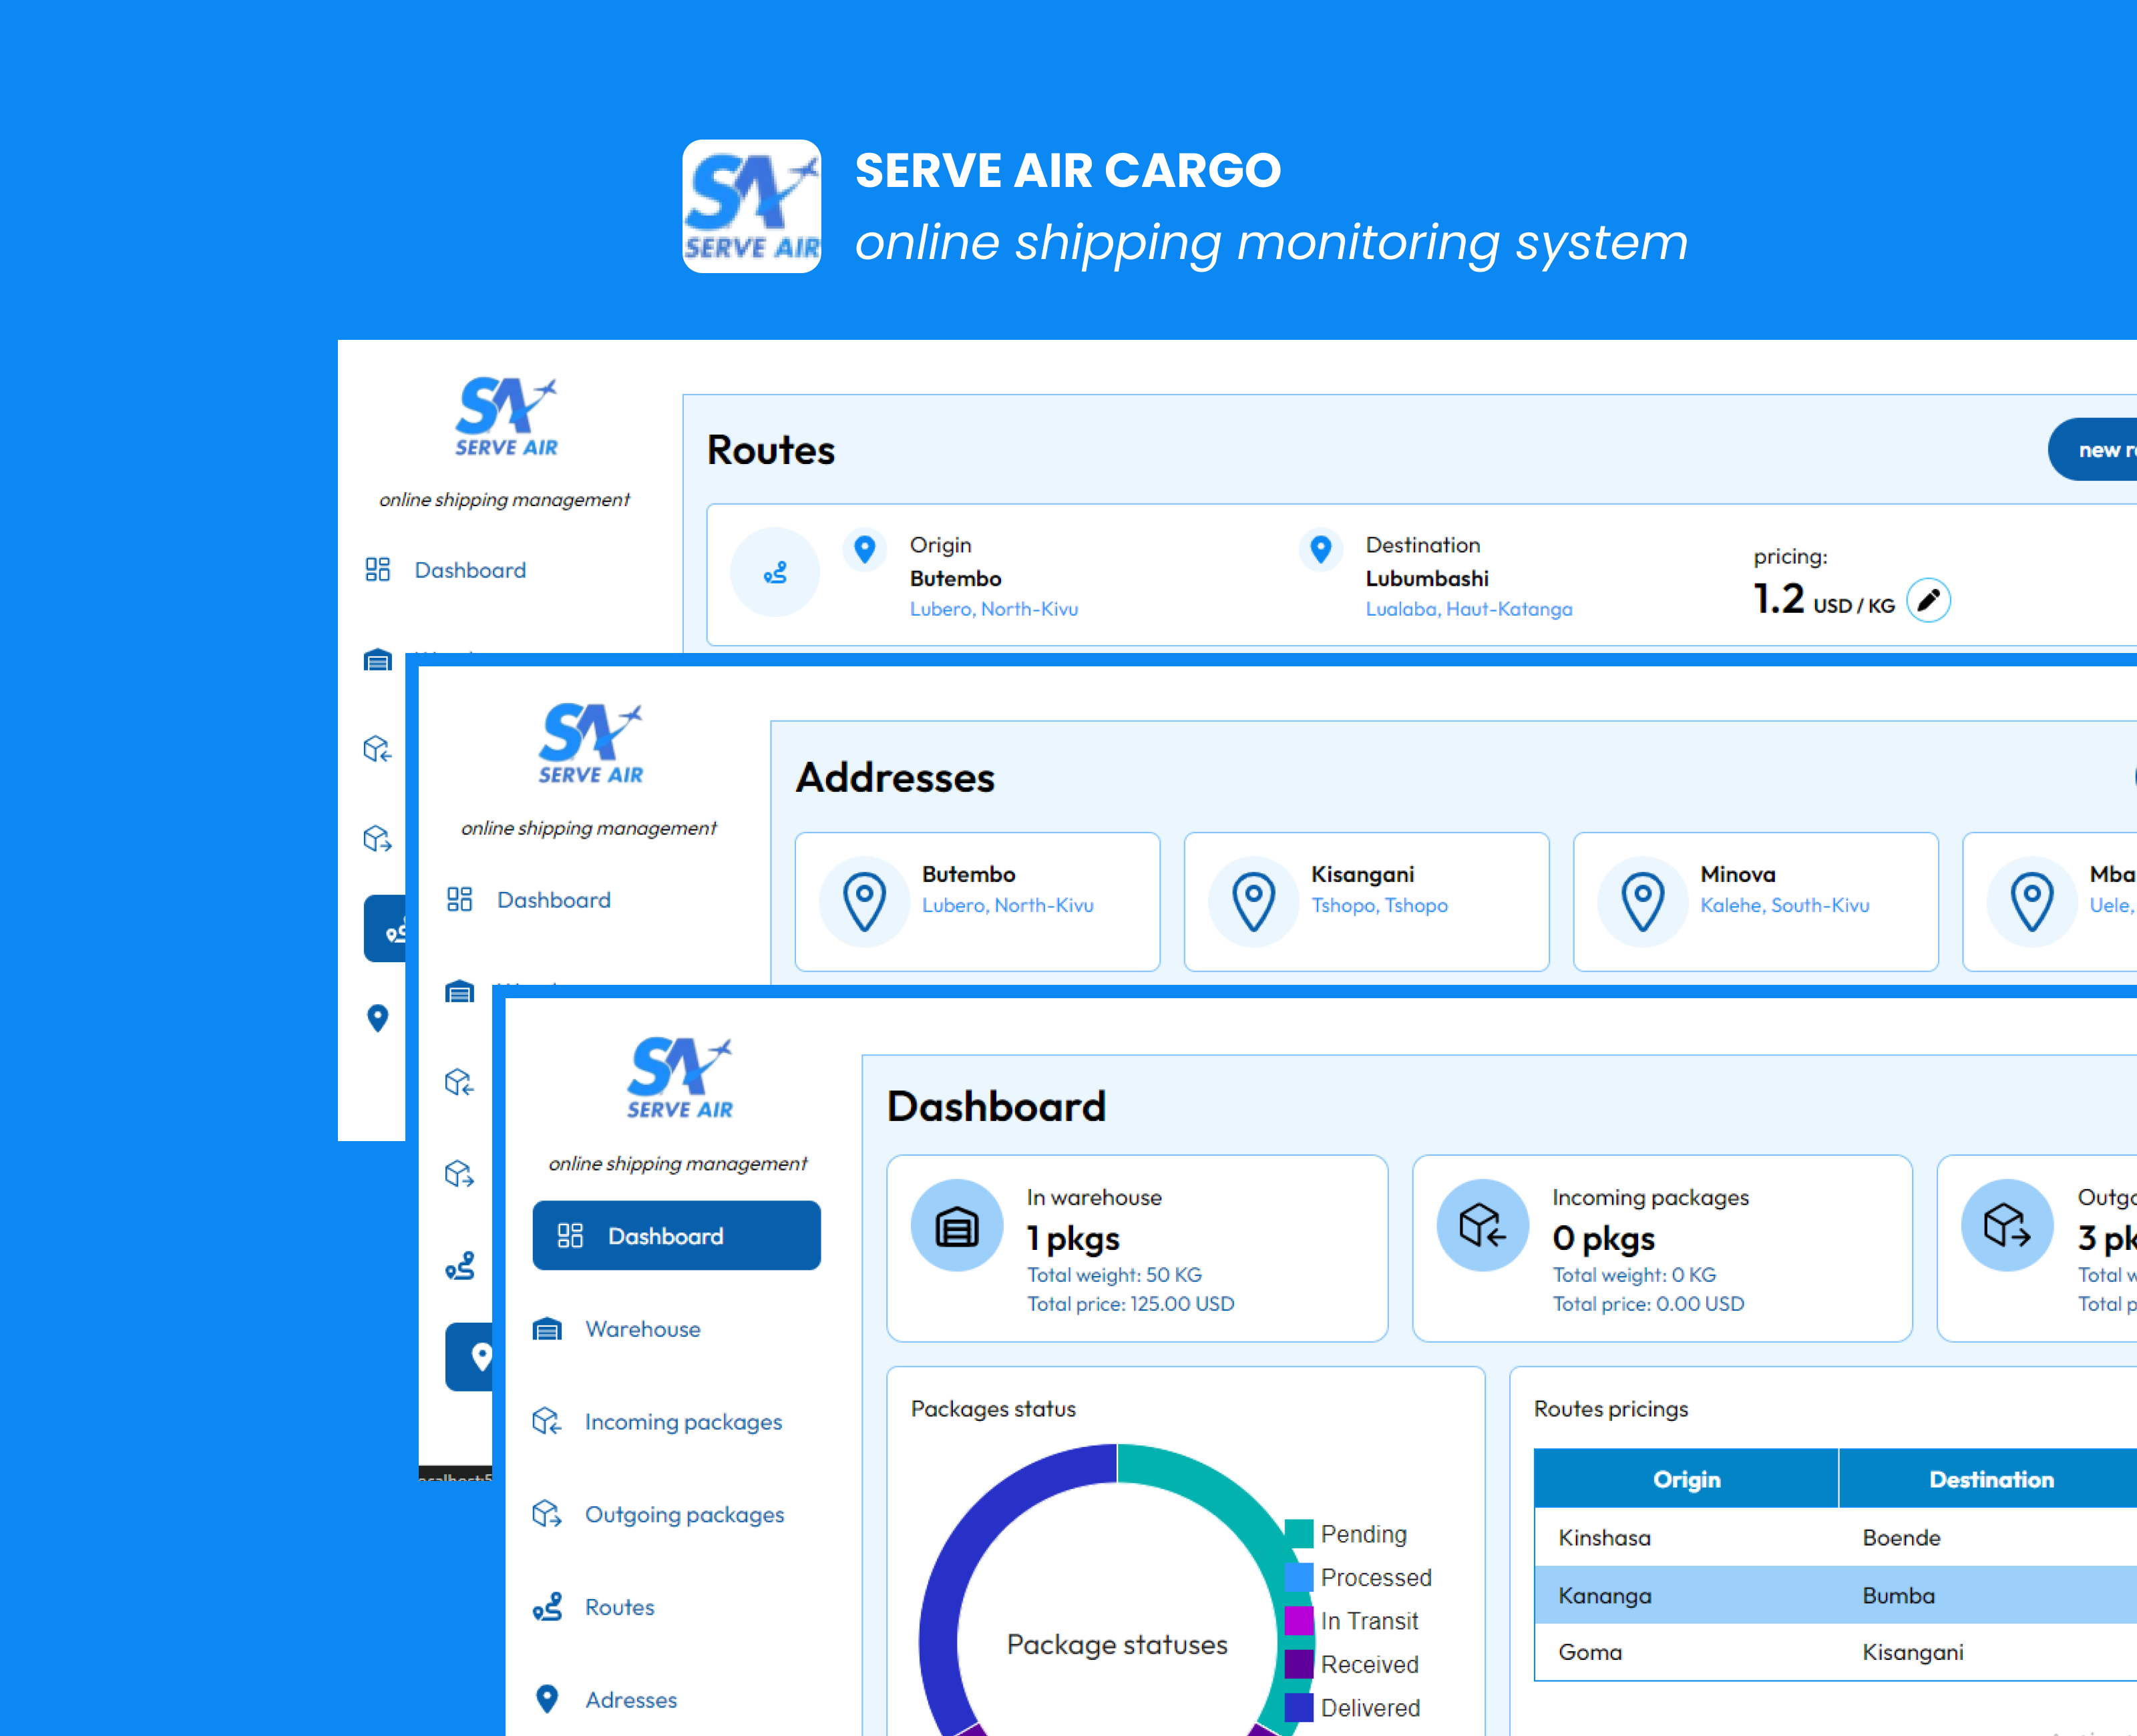 SERVE AIR
SERVE AIR CARGO
online shipping monitoring system
SERVE AIR
online shipping management
Dashboard
Routes
new
Origin
Butembo
Lubero, North-Kivu
Destination
Lubumbashi
Lualaba, Haut-Katanga
pricing:
1.2 USD / KG
SERVE AIR
online shipping management
Dashboard
Addresses
Butembo
Lubero, North-Kivu
Kisangani
Tshopo, Tshopo
Minova
Kalehe, South-Kivu
Mba
Uele,
SERVE AIR
online shipping management
Dashboard
Warehouse
Incoming packages
Outgoing packages
Routes
Adresses
Dashboard
In warehouse
1 pkgs
Total weight: 50 KG
Total price: 125.00 USD
Incoming packages
0 pkgs
Total weight: 0 KG
Total price: 0.00 USD
Outgo
3 pk
Total w
Total p
Packages status
Package statuses
Pending
Processed
In Transit
Received
Delivered
Routes pricings
Origin Destination
Kinshasa Boende
Kananga Bumba
Goma Kisangani